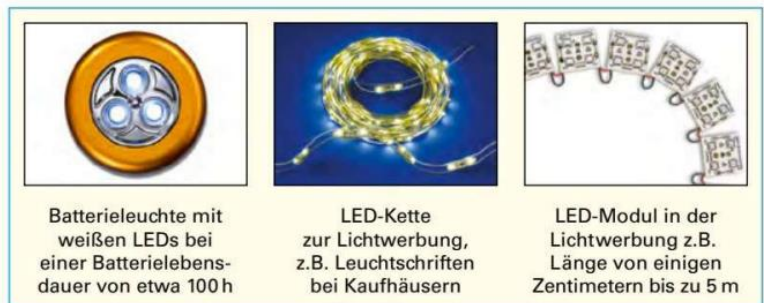 Batterieleuchte mit
weißen LEDs bei
einer Batterielebens-
dauer von etwa 100 h
LED-Kette
zur Lichtwerbung,
z.B. Leuchtschriften
bei Kaufhäusern
LED-Modul in der
Lichtwerbung z.B.
Länge von einigen
Zentimetern bis zu 5 m